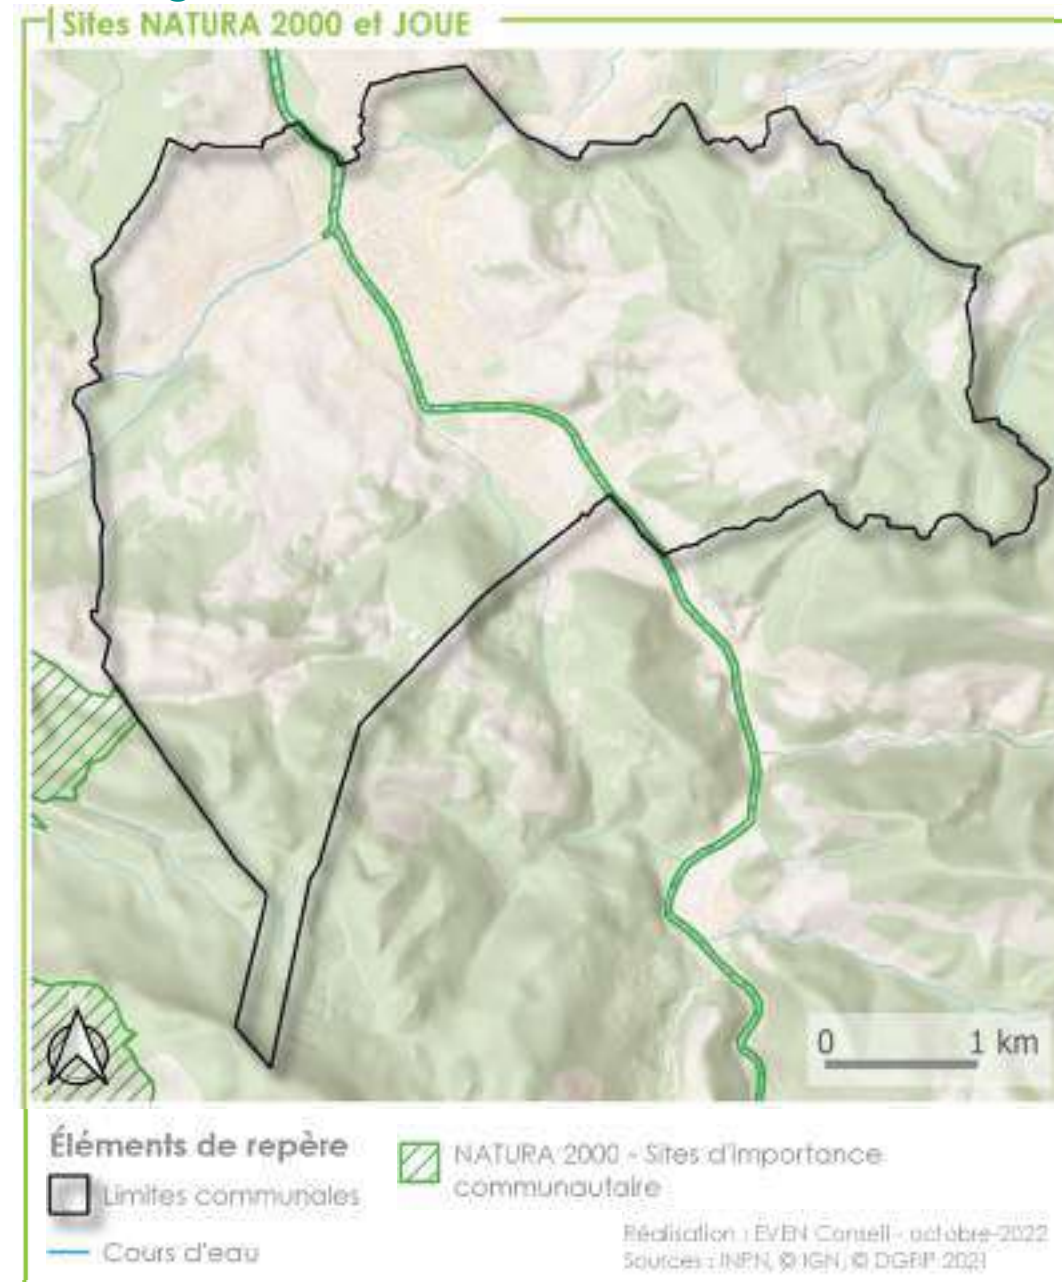 Sites NATURA 2000 et JOUE
0 1 km
Éléments de repère
Limites communales
Cours d'eau
NATURA 2000 - Sites d'importance
communautaire
Réalisation : EVEN Conseil - octobre-2022
Sources : INPN, © IGN, © DGFIP 2021